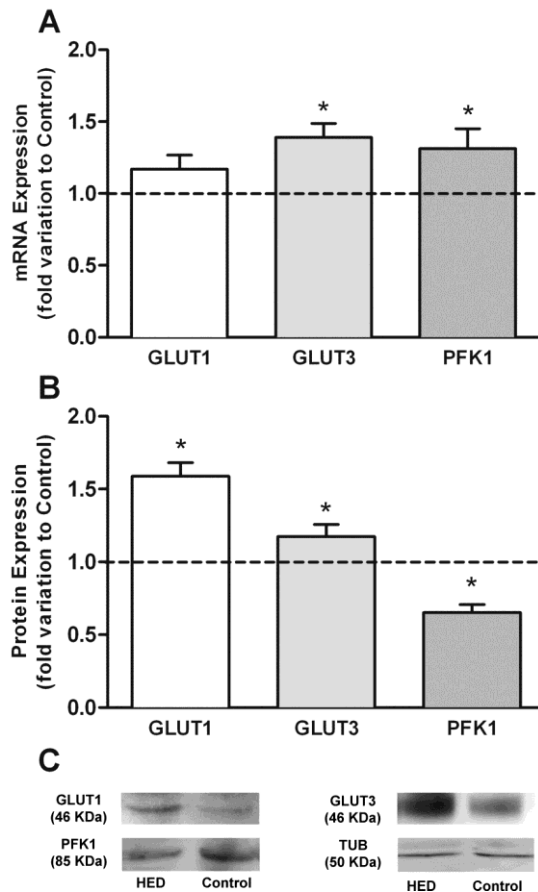 A
mRNA Expression
(fold variation to Control)
2.0
1.5
1.0
0.5
0.0
*
*
GLUT1 GLUT3 PFK1
B
Protein Expression
(fold variation to Control)
2.0
1.5
1.0
0.5
0.0
*
*
*
GLUT1 GLUT3 PFK1
C
GLUT1
(46 KDa)
PFK1
(85 KDa)
HED Control
GLUT3
(46 KDa)
TUB
(50 KDa)
HED Control